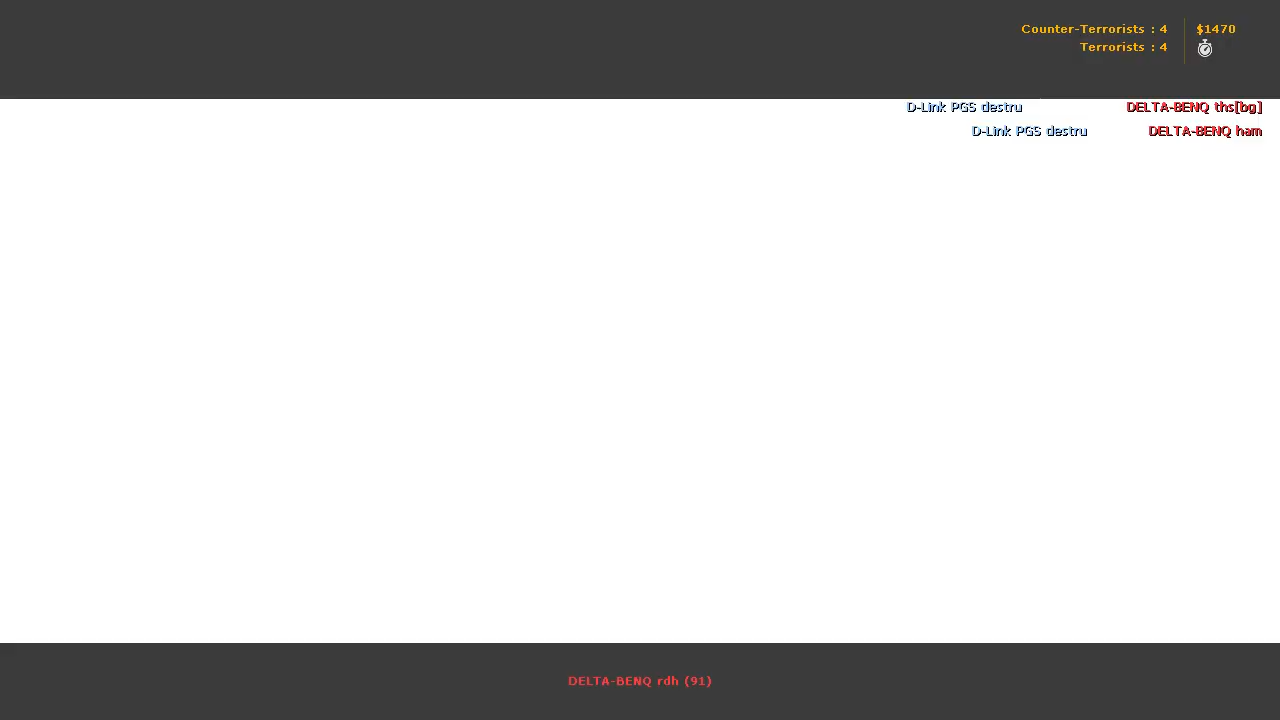 Counter-Terrorists : 4 $1470
Terrorists : 4
D-Link PGS destru DELTA-BENQ ths[bg]
D-Link PGS destru DELTA-BENQ ham
DELTA-BENQ rdh (91)